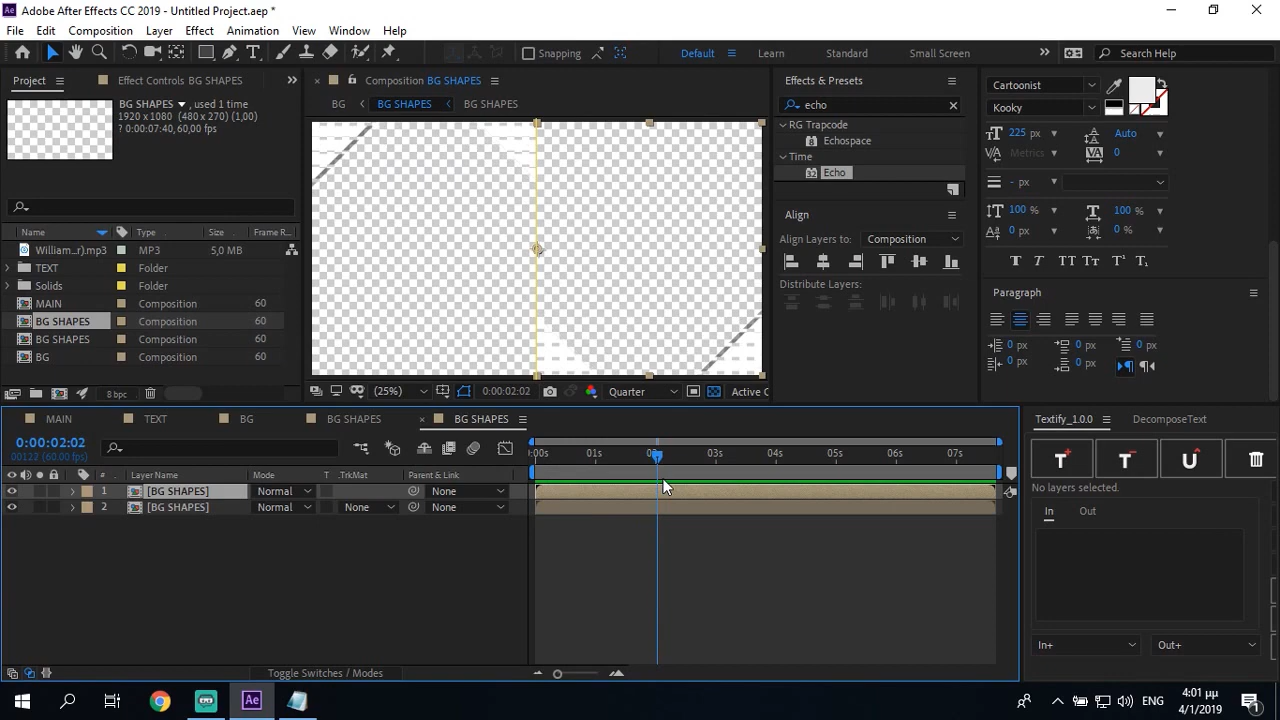 Adobe After Effects CC 2019 - Untitled Project.aep *
File Edit Composition Layer Effect Animation View Window Help
Snapping Default Learn Standard Small Screen Search Help
Project Effect Controls BG SHAPES
BG SHAPES , used 1 time
1920 x 1080 (480 x 270) (1,00)
? 0:00:07:40, 60,00 fps
Name Type Size Frame R...
William...r).mp3 MP3 5,0 MB
TEXT Folder
Solids Folder
MAIN Composition 60
BG SHAPES Composition 60
BG SHAPES Composition 60
BG Composition 60
8 bpc
Composition BG SHAPES
BG BG SHAPES BG SHAPES
(25%) 0:00:02:02 Quarter Active C
Effects & Presets
echo
RG Trapcode
Echospace
Time
Echo
Align
Align Layers to: Composition
Distribute Layers:
Cartoonist
Kooky
225 px Auto
Metrics 0
- px
100 % 100 %
0 px 0 %
T T TT Tr T¹ T₁
Paragraph
0 px 0 px 0 px
0 px 0 px
MAIN TEXT BG BG SHAPES BG SHAPES
0:00:02:02
00122 (60.00 fps)
# Layer Name Mode T .TrkMat Parent & Link
1 [BG SHAPES] Normal None
2 [BG SHAPES] Normal None None
:00s 01s 02s 03s 04s 05s 06s 07s
Toggle Switches / Modes
Textify_1.0.0 DecomposeText
T+ T- U
No layers selected.
In Out
In+ Out+
Ae ENG 4:01 μμ
4/1/2019